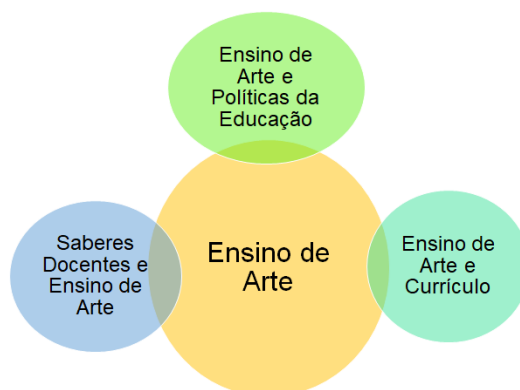 Ensino de
Arte e
Políticas da
Educação
Saberes
Docentes e
Ensino de
Arte
Ensino de
Arte
Ensino de
Arte e
Currículo